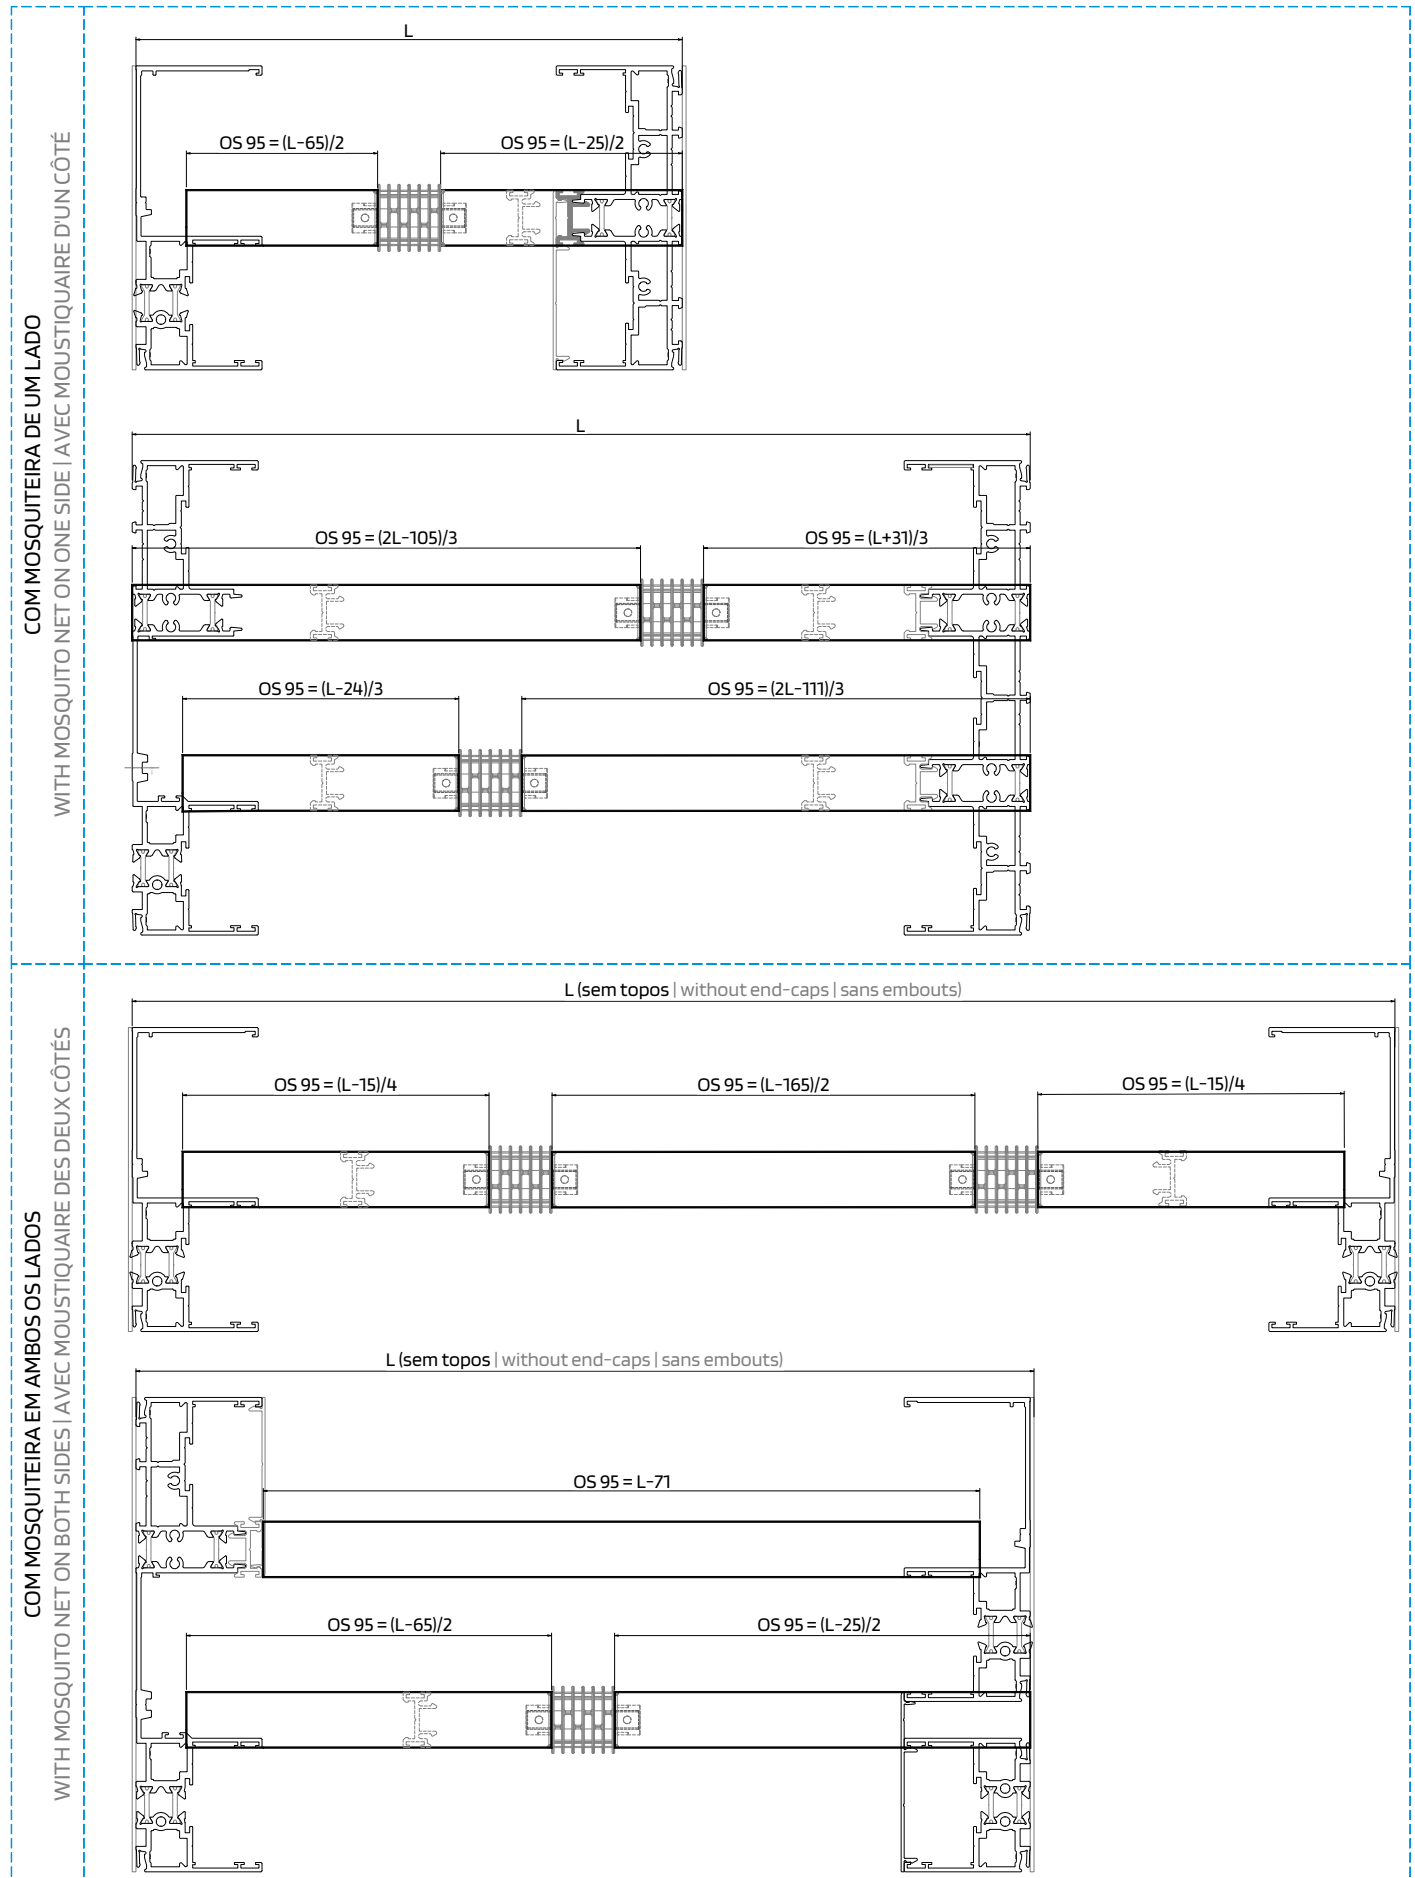 COM MOSQUITEIRA DE UM LADO
WITH MOSQUITO NET ON ONE SIDE | AVEC MOUSTIQUAIRE D'UN CÔTÉ
L
OS 95 = (L-65)/2
OS 95 = (L-25)/2
L
OS 95 = (2L-105)/3
OS 95 = (L+31)/3
OS 95 = (L-24)/3
OS 95 = (2L-111)/3
COM MOSQUITEIRA EM AMBOS OS LADOS
WITH MOSQUITO NET ON BOTH SIDES | AVEC MOUSTIQUAIRE DES DEUX CÔTÉS
L (sem topos | without end-caps | sans embouts)
OS 95 = (L-15)/4
OS 95 = (L-165)/2
OS 95 = (L-15)/4
L (sem topos | without end-caps | sans embouts)
OS 95 = L-71
OS 95 = (L-65)/2
OS 95 = (L-25)/2